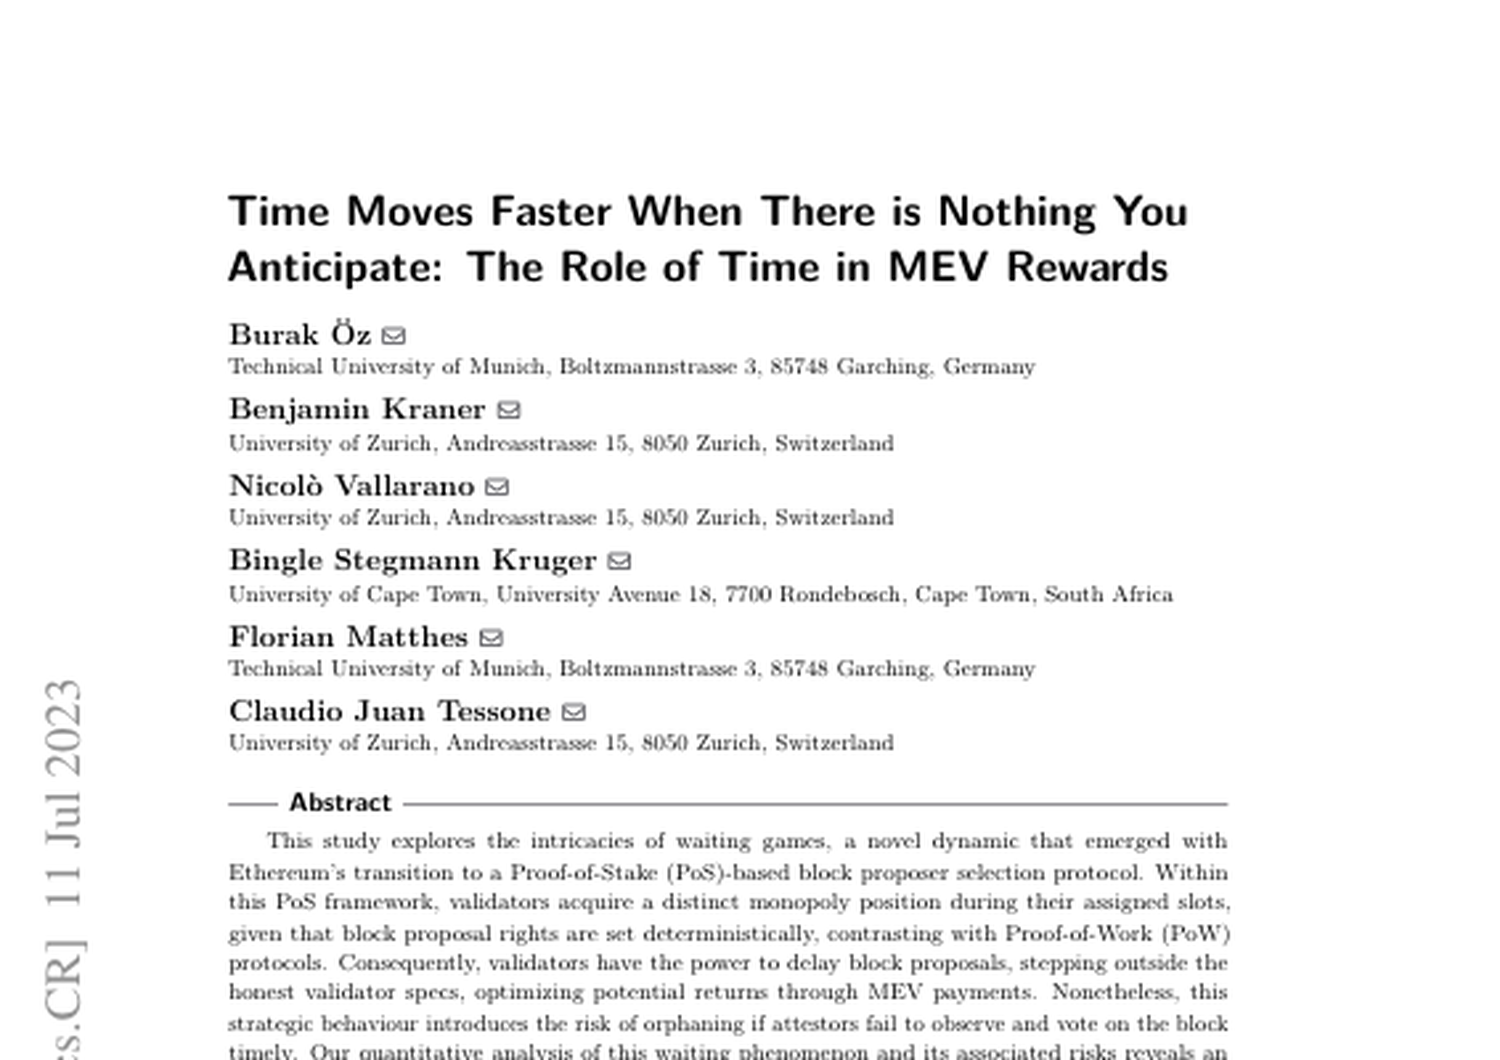 Time Moves Faster When There is Nothing You
Anticipate: The Role of Time in MEV Rewards
Burak Öz
Technical University of Munich, Boltzmannstrasse 3, 85748 Garching, Germany
Benjamin Kraner
University of Zurich, Andreasstrasse 15, 8050 Zurich, Switzerland
Nicolò Vallarano
University of Zurich, Andreasstrasse 15, 8050 Zurich, Switzerland
Bingle Stegmann Kruger
University of Cape Town, University Avenue 18, 7700 Rondebosch, Cape Town, South Africa
Florian Matthes
Technical University of Munich, Boltzmannstrasse 3, 85748 Garching, Germany
Claudio Juan Tessone
University of Zurich, Andreasstrasse 15, 8050 Zurich, Switzerland
Abstract
This study explores the intricacies of waiting games, a novel dynamic that emerged with
Ethereum's transition to a Proof-of-Stake (PoS)-based block proposer selection protocol. Within
this PoS framework, validators acquire a distinct monopoly position during their assigned slots,
given that block proposal rights are set deterministically, contrasting with Proof-of-Work (PoW)
protocols. Consequently, validators have the power to delay block proposals, stepping outside the
honest validator specs, optimizing potential returns through MEV payments. Nonetheless, this
strategic behaviour introduces the risk of orphaning if attestors fail to observe and vote on the block
timely. Our quantitative analysis of this waiting phenomenon and its associated risks reveals an
cs.CR] 11 Jul 2023